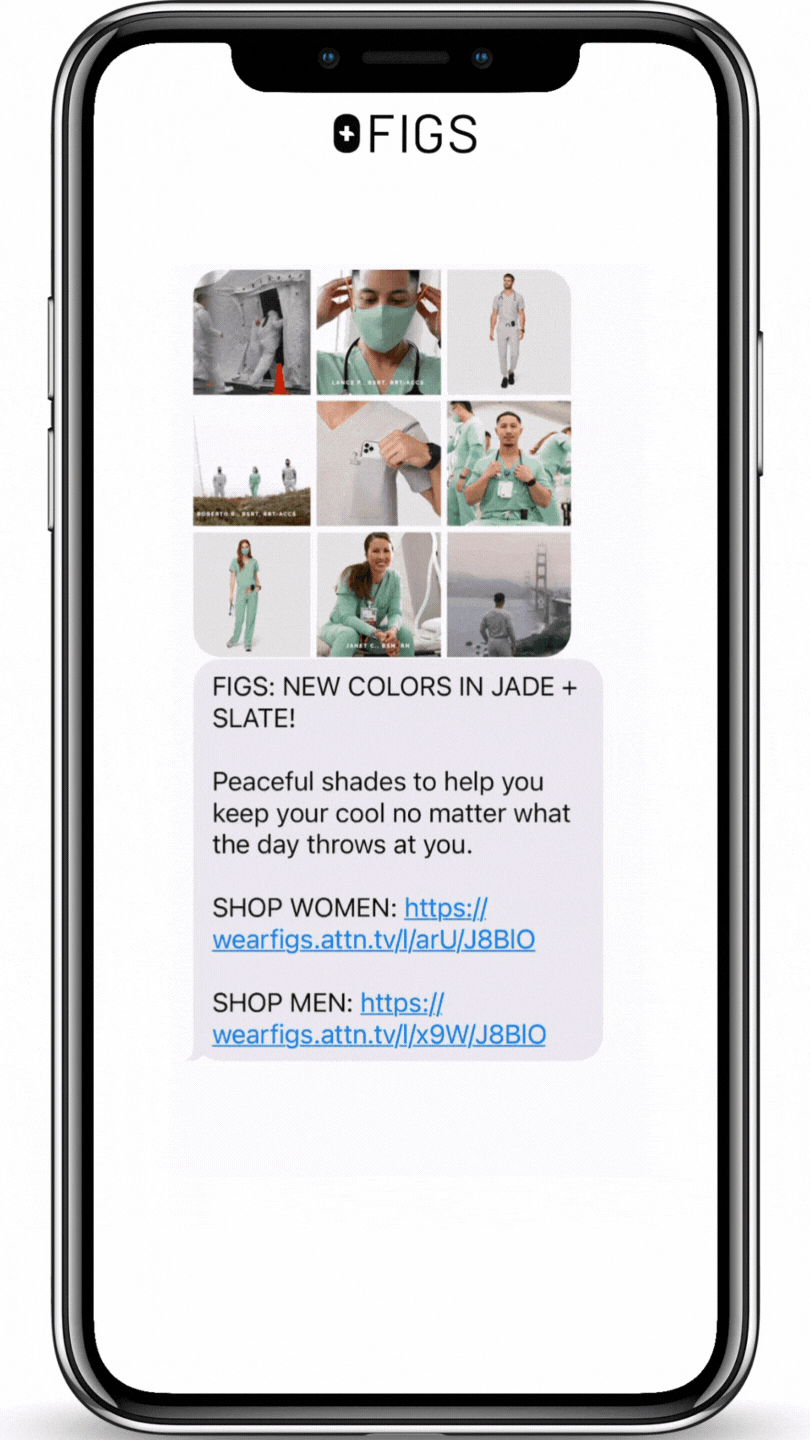 FIGS
LANCE P., BSRT, RRT-ACCS
ROBERTO R., BSRT, RRT-ACCS
JANET C., BSN, RN
FIGS: NEW COLORS IN JADE +
SLATE!
Peaceful shades to help you
keep your cool no matter what
the day throws at you.
SHOP WOMEN: https://
wearfigs.attn.tv/l/arU/J8BlO
SHOP MEN: https://
wearfigs.attn.tv/l/x9W/J8BlO